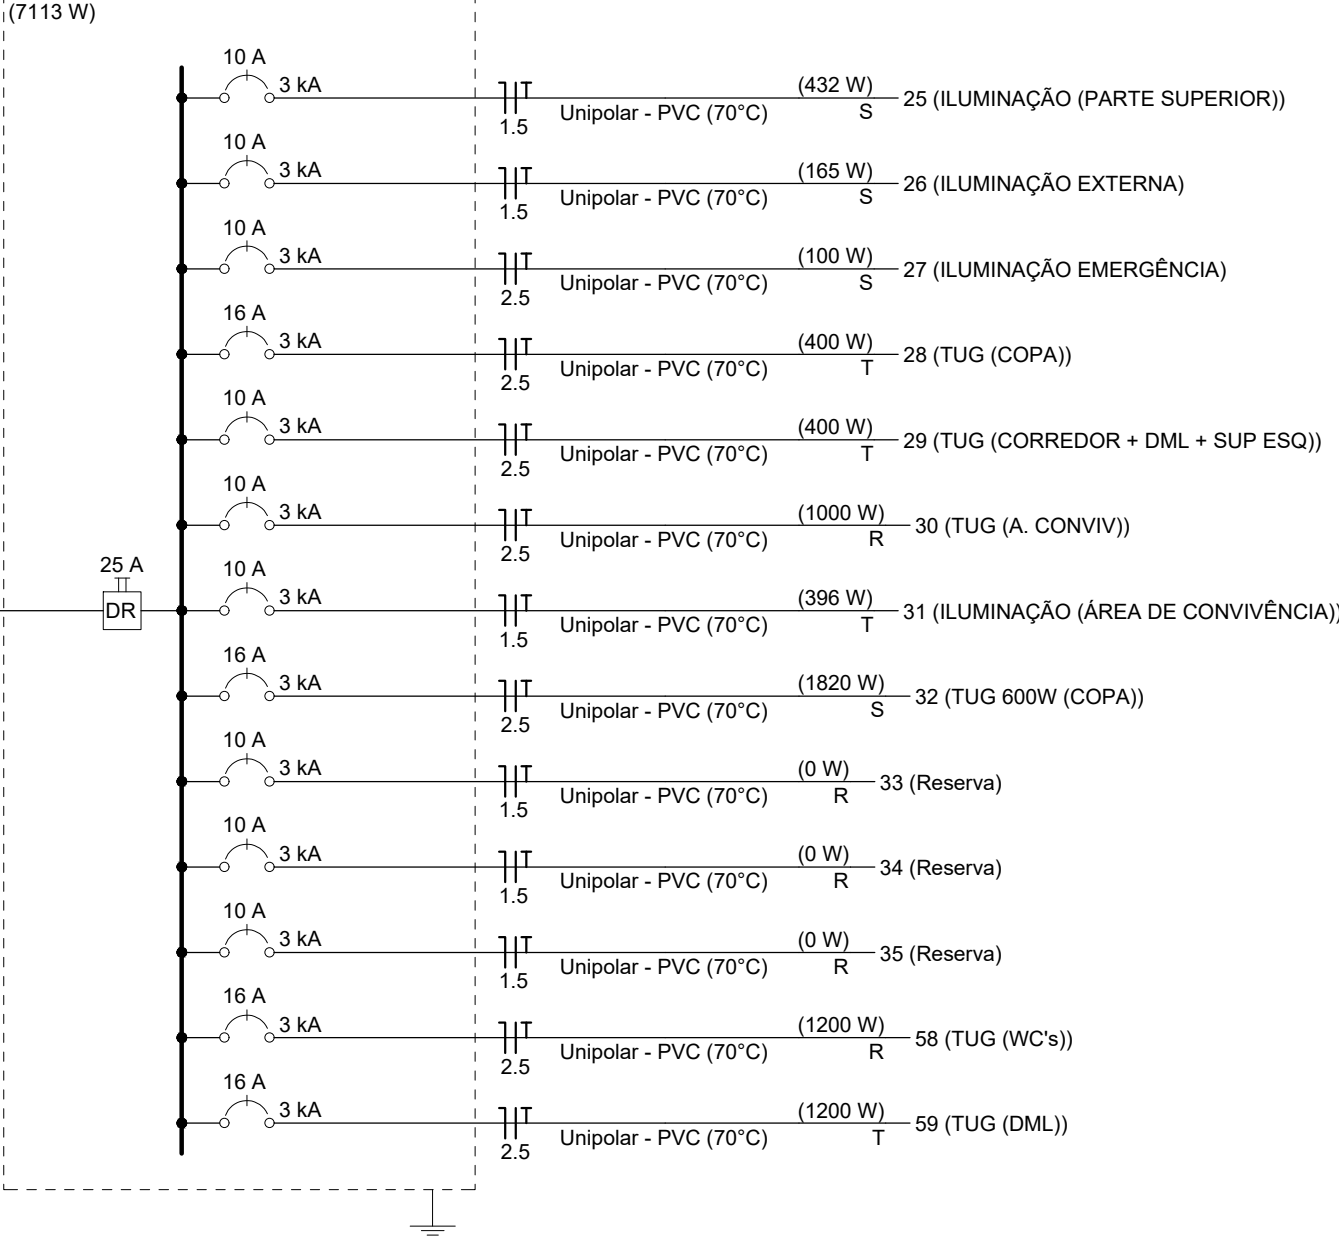 (7113 W)
10 A
3 kA
1.5
Unipolar - PVC (70°C)
(432 W)
S
25 (ILUMINAÇÃO (PARTE SUPERIOR))
10 A
3 kA
1.5
Unipolar - PVC (70°C)
(165 W)
S
26 (ILUMINAÇÃO EXTERNA)
10 A
3 kA
2.5
Unipolar - PVC (70°C)
(100 W)
S
27 (ILUMINAÇÃO EMERGÊNCIA)
16 A
3 kA
2.5
Unipolar - PVC (70°C)
(400 W)
T
28 (TUG (COPA))
10 A
3 kA
2.5
Unipolar - PVC (70°C)
(400 W)
T
29 (TUG (CORREDOR + DML + SUP ESQ))
10 A
3 kA
2.5
Unipolar - PVC (70°C)
(1000 W)
R
30 (TUG (A. CONVIV))
25 A
DR
10 A
3 kA
1.5
Unipolar - PVC (70°C)
(396 W)
T
31 (ILUMINAÇÃO (ÁREA DE CONVIVÊNCIA))
16 A
3 kA
2.5
Unipolar - PVC (70°C)
(1820 W)
S
32 (TUG 600W (COPA))
10 A
3 kA
1.5
Unipolar - PVC (70°C)
(0 W)
R
33 (Reserva)
10 A
3 kA
1.5
Unipolar - PVC (70°C)
(0 W)
R
34 (Reserva)
10 A
3 kA
1.5
Unipolar - PVC (70°C)
(0 W)
R
35 (Reserva)
16 A
3 kA
2.5
Unipolar - PVC (70°C)
(1200 W)
R
58 (TUG (WC's))
16 A
3 kA
2.5
Unipolar - PVC (70°C)
(1200 W)
T
59 (TUG (DML))